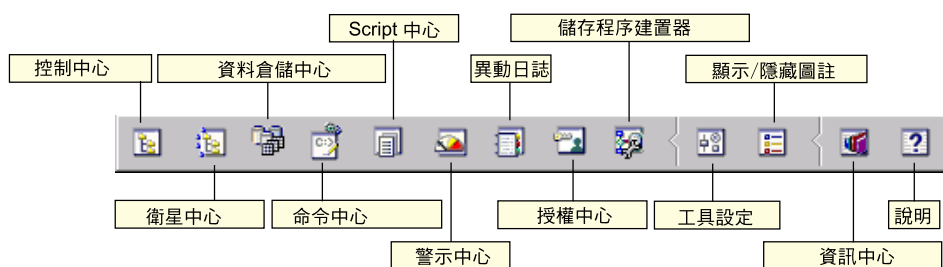 Script 中心
儲存程序建置器
控制中心
資料倉儲中心
異動日誌
顯示/隱藏圖註
衛星中心
命令中心
授權中心
工具設定
說明
警示中心
資訊中心